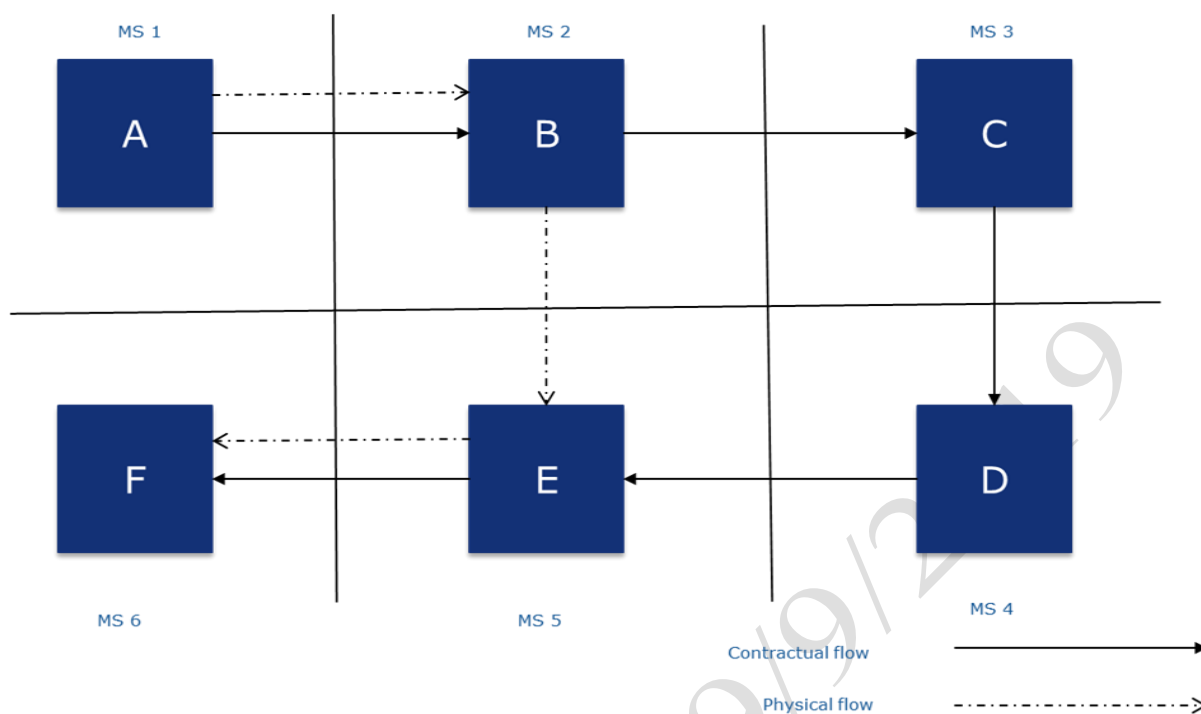 MS 1
MS 2
MS 3
A
B
C
F
E
D
MS 6
MS 5
MS 4
Contractual flow
Physical flow